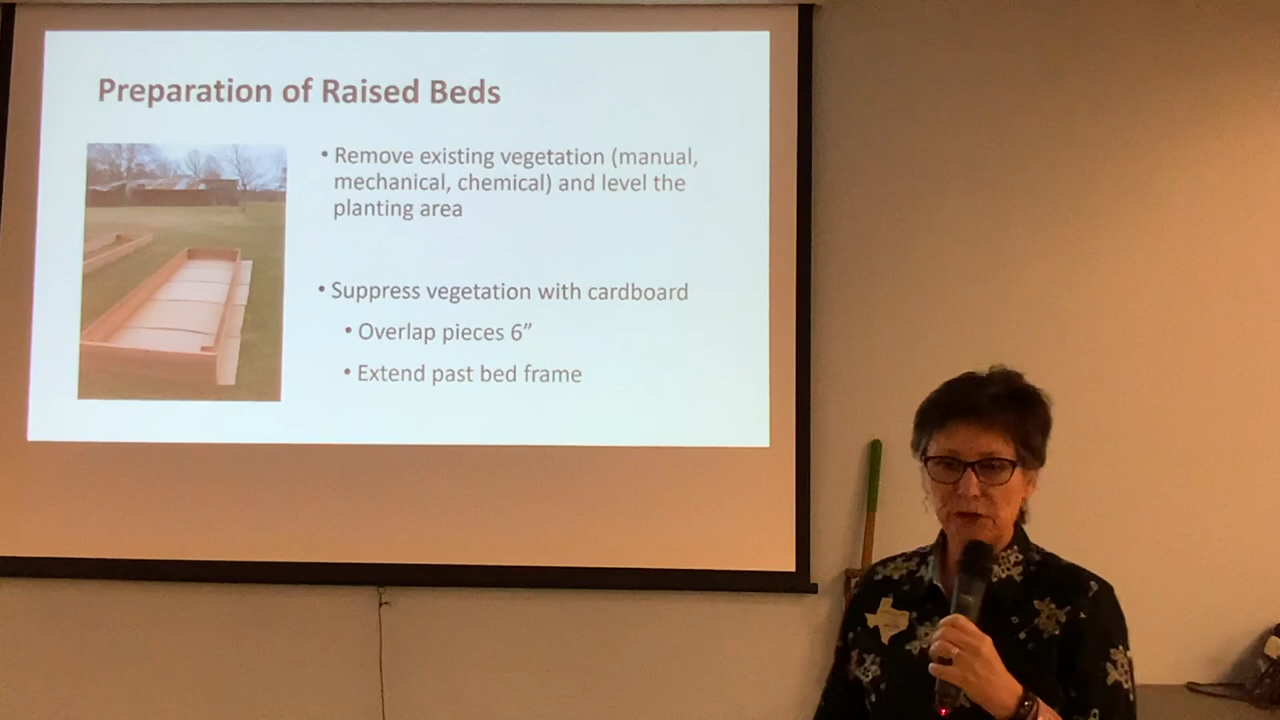 Preparation of Raised Beds
• Remove existing vegetation (manual,
mechanical, chemical) and level the
planting area
• Suppress vegetation with cardboard
• Overlap pieces 6”
• Extend past bed frame